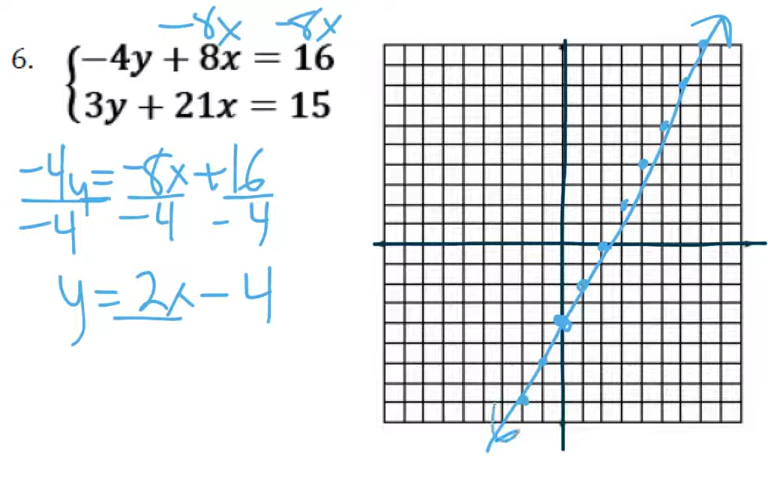 -8x -8x
6. {-4y + 8x = 16
3y + 21x = 15
-4y = -8x + 16
-4 -4 -4
y = 2x - 4